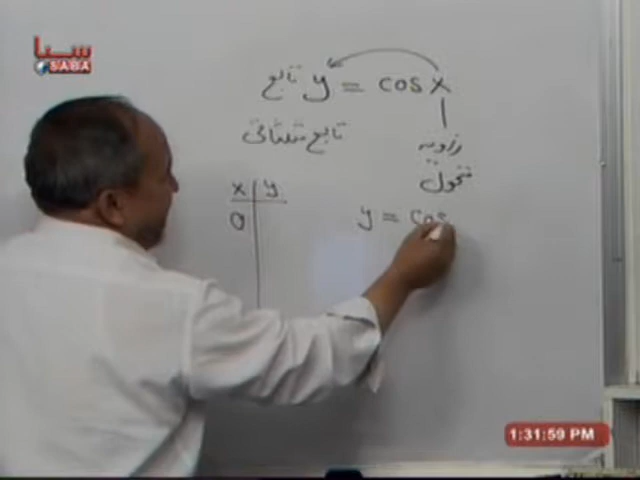 سبا
SABA
تابع y = cos x
تابع مثلثاتی
زاویه
متحول
x y
0
y = cos
1:31:59 PM